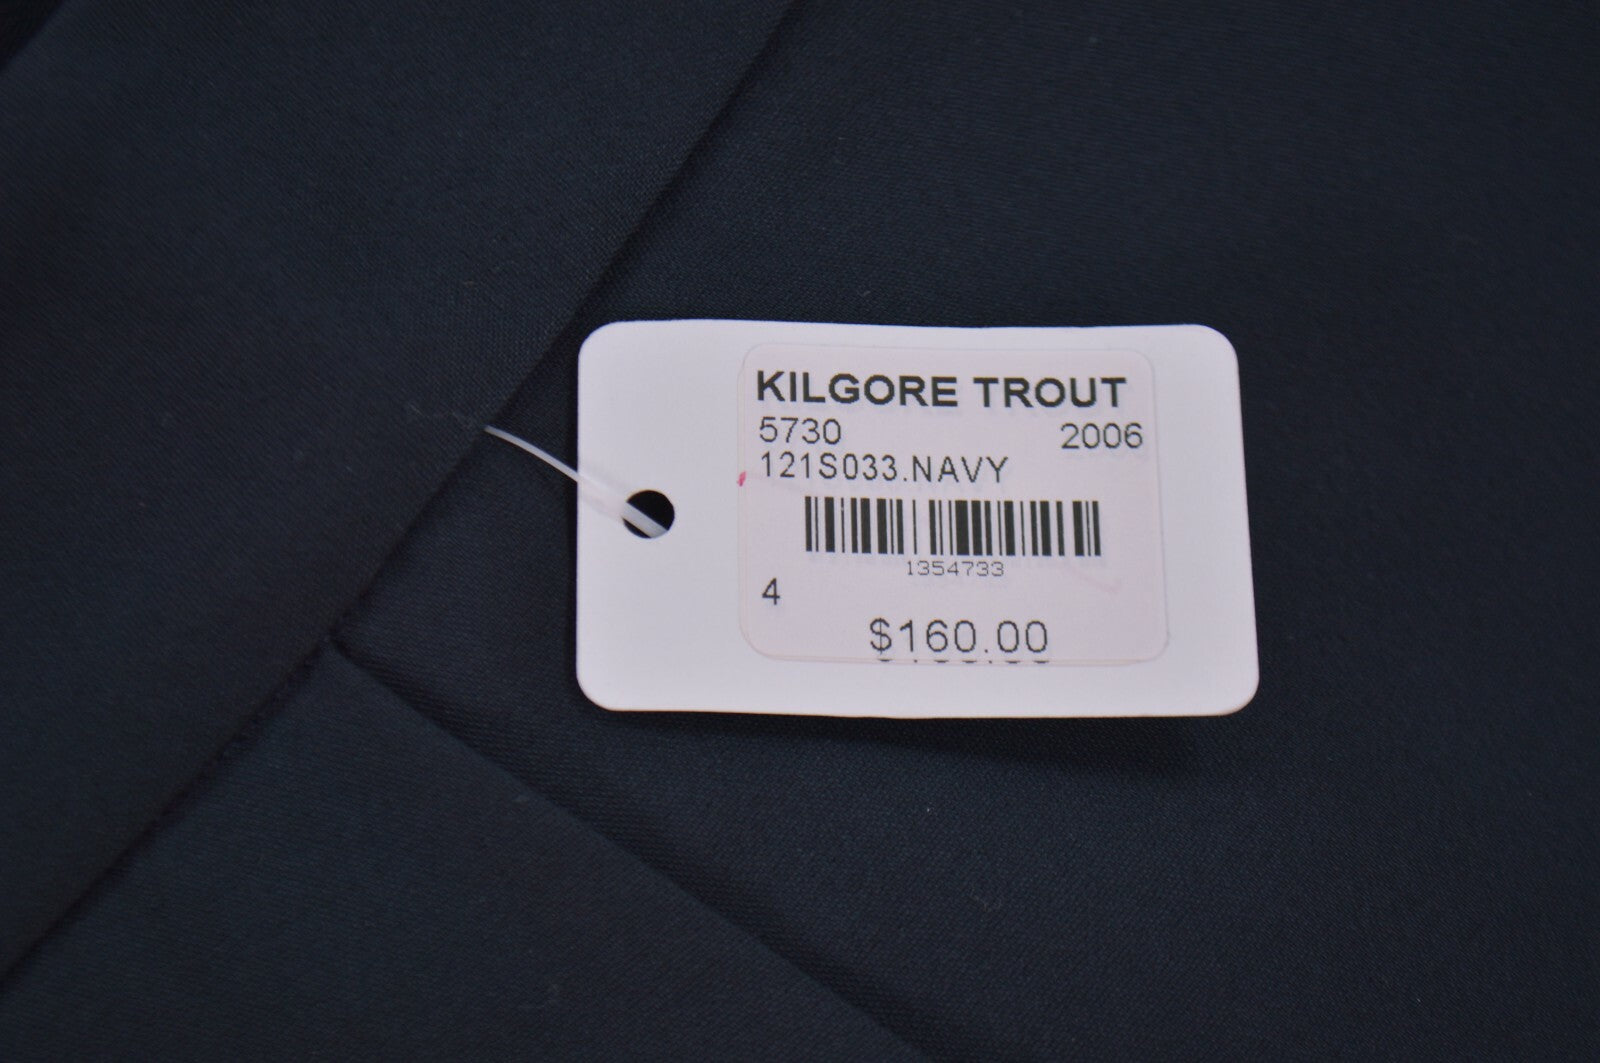 KILGORE TROUT
5730 2006
121S033.NAVY
1354733
4
$160.00